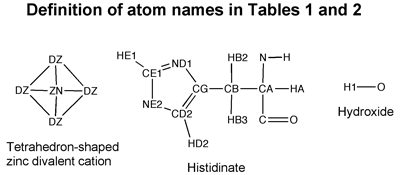 Definition of atom names in Tables 1 and 2
DZ
DZ ZN DZ
DZ
Tetrahedron-shaped
zinc divalent cation
HE1
CE1 ND1
NE2
CD2
HD2
CG
HB2
CB
HB3
N H
CA HA
C O
Histidinate
H1 O
Hydroxide